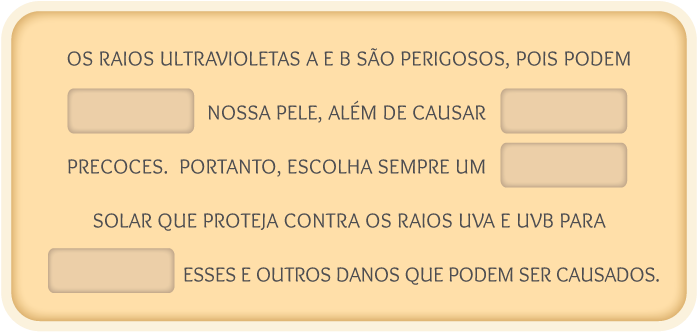 OS RAIOS ULTRAVIOLETAS A E B SÃO PERIGOSOS, POIS PODEM
NOSSA PELE, ALÉM DE CAUSAR
PRECOCES. PORTANTO, ESCOLHA SEMPRE UM
SOLAR QUE PROTEJA CONTRA OS RAIOS UVA E UVB PARA
ESSES E OUTROS DANOS QUE PODEM SER CAUSADOS.